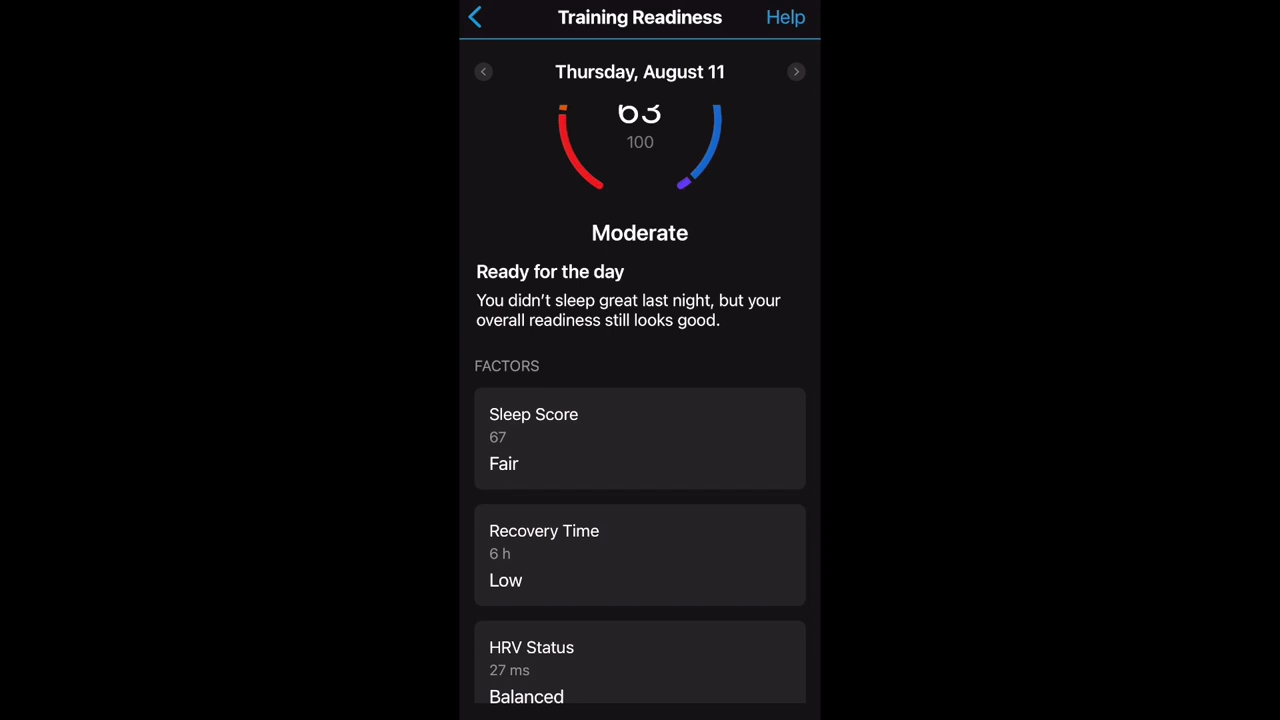 Training Readiness
Help
Thursday, August 11
63
100
Moderate
Ready for the day
You didn’t sleep great last night, but your
overall readiness still looks good.
FACTORS
Sleep Score
67
Fair
Recovery Time
6 h
Low
HRV Status
27 ms
Balanced